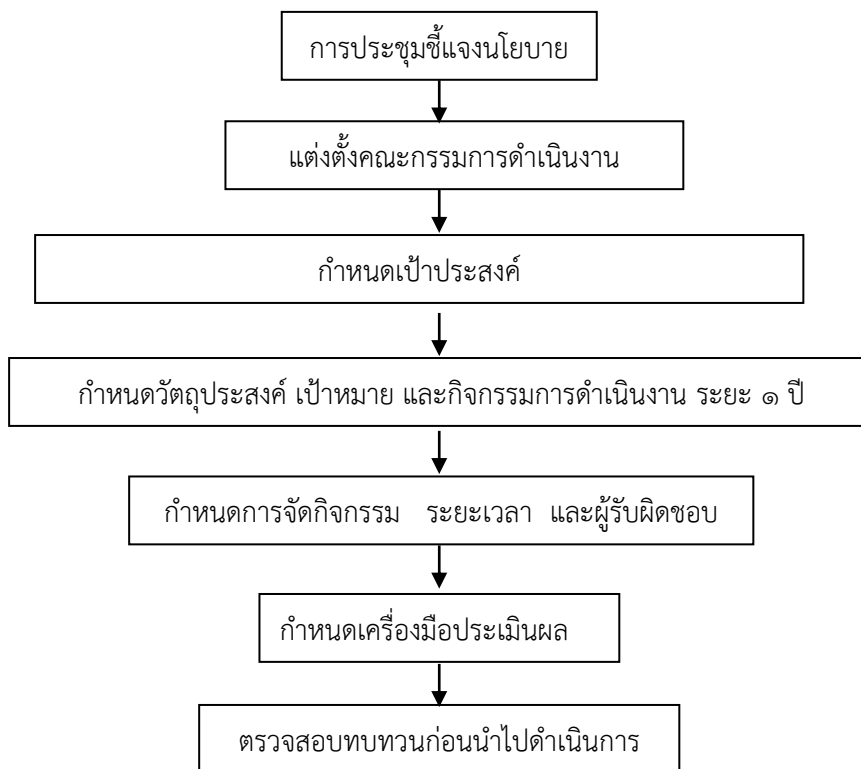 การประชุมชี้แจงนโยบาย
แต่งตั้งคณะกรรมการดำเนินงาน
กำหนดเป้าประสงค์
กำหนดวัตถุประสงค์ เป้าหมาย และกิจกรรมการดำเนินงาน ระยะ ๑ ปี
กำหนดการจัดกิจกรรม ระยะเวลา และผู้รับผิดชอบ
กำหนดเครื่องมือประเมินผล
ตรวจสอบทบทวนก่อนนำไปดำเนินการ